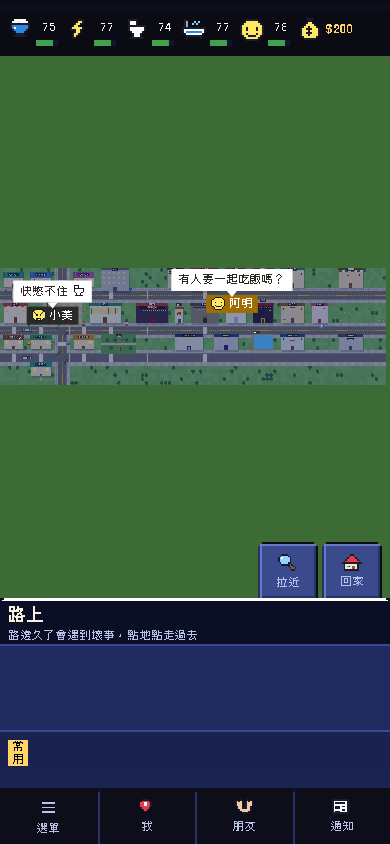 75 77 74 77 78 $200
有人要一起吃飯嗎？
快憋不住
小美
阿明
拉近
回家
路上
路邊久了會遇到壞事，點地點走過去
常用
選單
我
朋友
通知